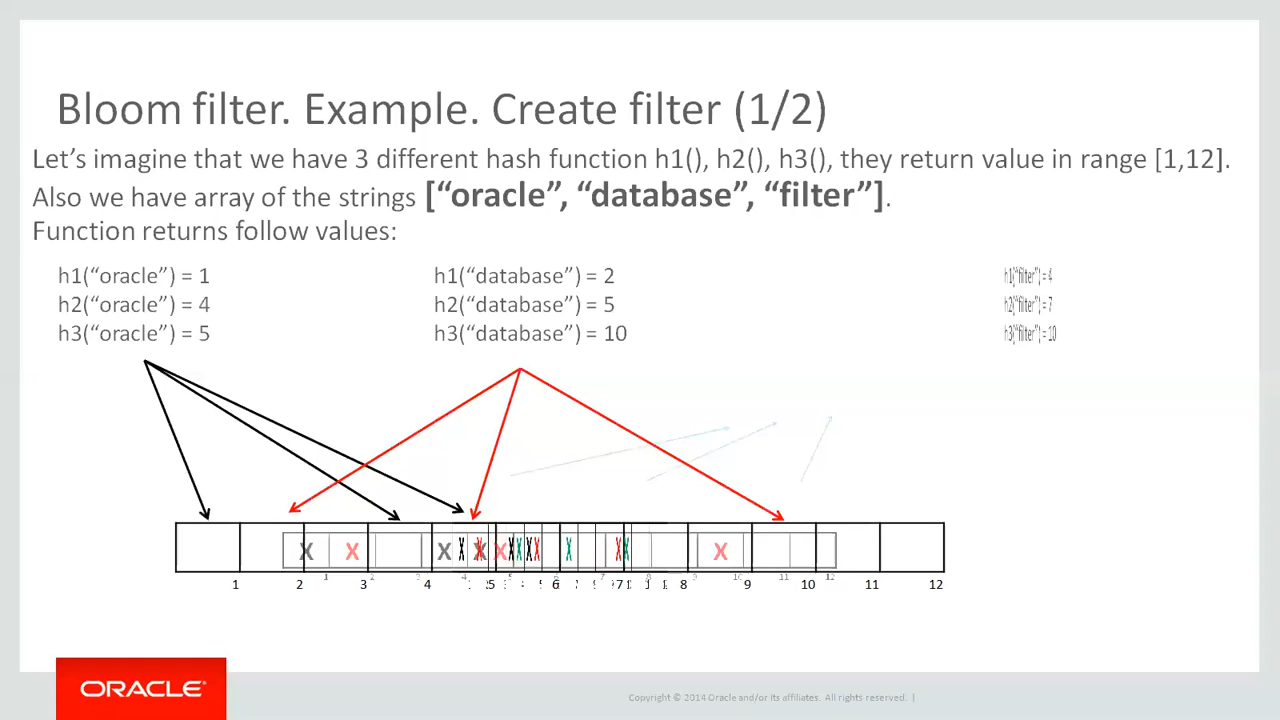 Bloom filter. Example. Create filter (1/2)
Let's imagine that we have 3 different hash function h1(), h2(), h3(), they return value in range [1,12].
Also we have array of the strings [“oracle”, “database”, “filter”].
Function returns follow values:
h1(“oracle”) = 1 h1(“database”) = 2 h1(“filter”) = 4
h2(“oracle”) = 4 h2(“database”) = 5 h2(“filter”) = 7
h3(“oracle”) = 5 h3(“database”) = 10 h3(“filter”) = 10
X X X X X X X X
1 2 3 4 5 6 7 8 9 10 11 12
ORACLE
Copyright © 2014 Oracle and/or its affiliates. All rights reserved. |